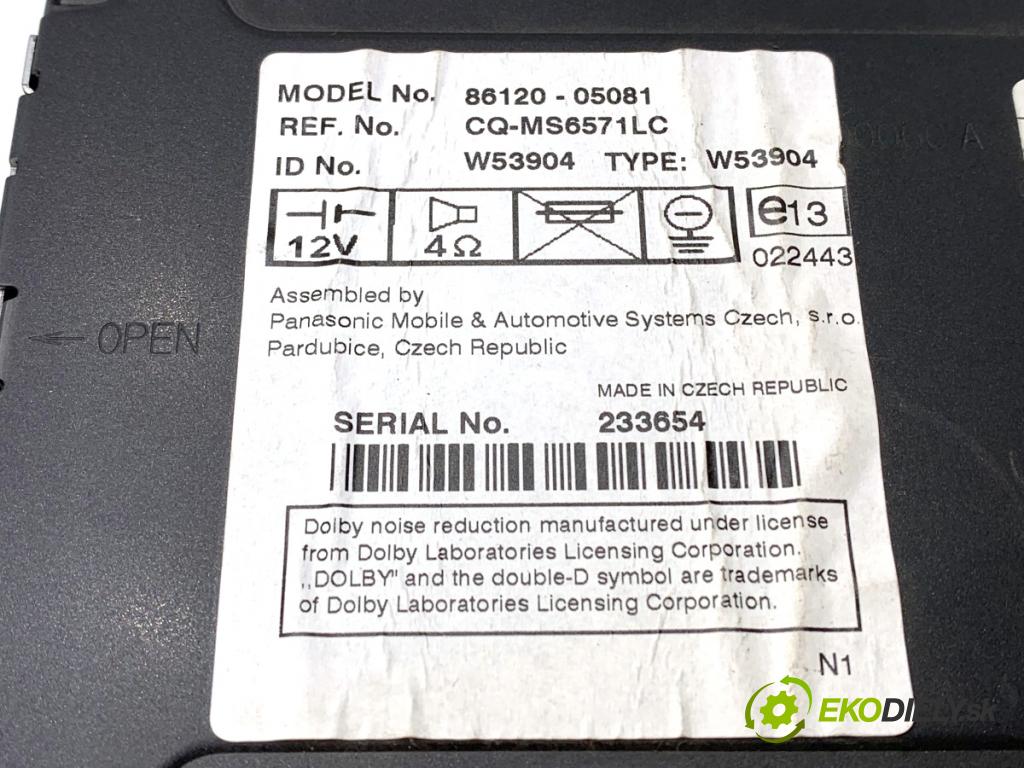 MODEL No. 86120 - 05081
REF. No. CQ-MS6571LC
ID No. W53904 TYPE: W53904
12V 4Ω e13
022443
Assembled by
Panasonic Mobile & Automotive Systems Czech, s.r.o.
Pardubice, Czech Republic
OPEN
MADE IN CZECH REPUBLIC
SERIAL No. 233654
Dolby noise reduction manufactured under license
from Dolby Laboratories Licensing Corporation.
„DOLBY" and the double-D symbol are trademarks
of Dolby Laboratories Licensing Corporation.
N1
EKODIELY.sk